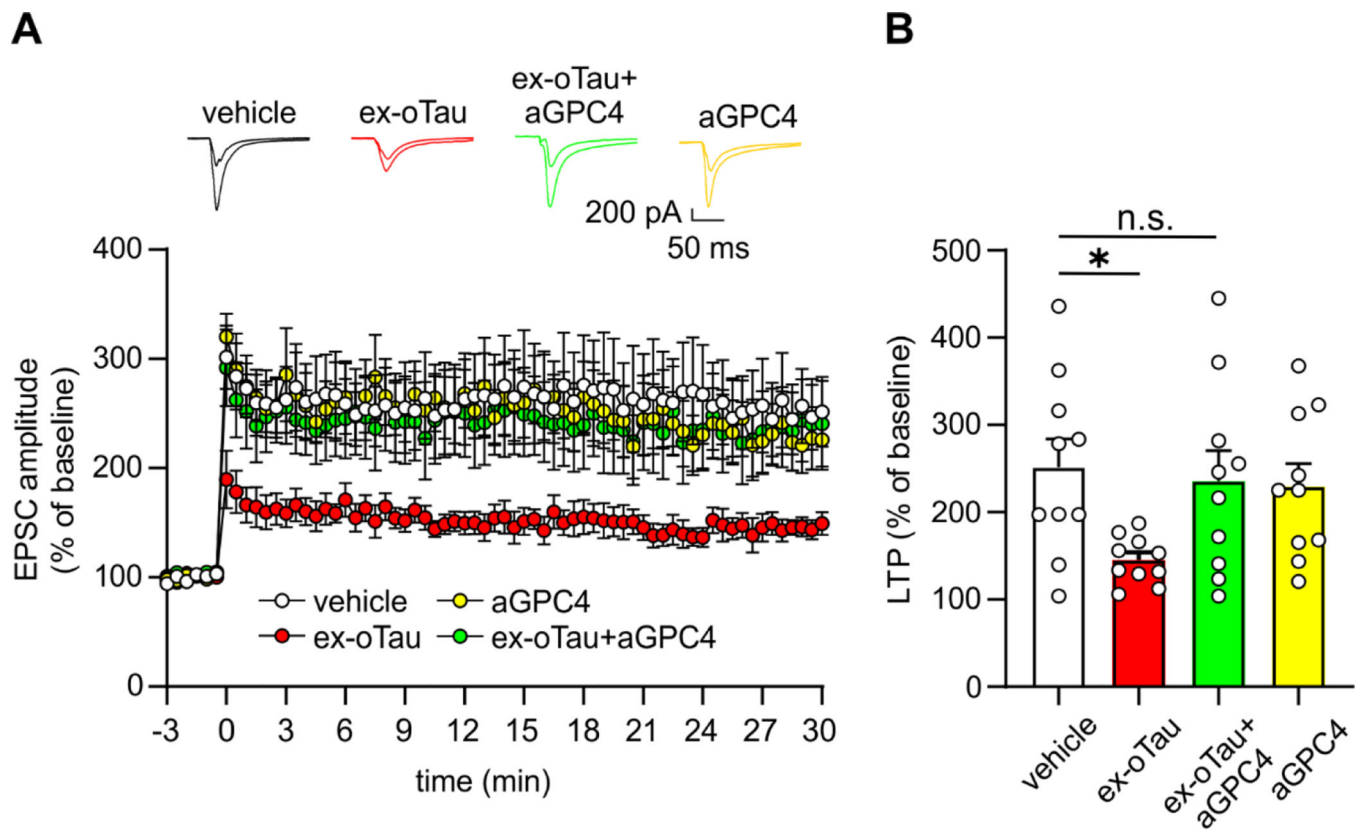 A
vehicle
ex-oTau
ex-oTau+
aGPC4
aGPC4
200 pA
50 ms
EPSC amplitude
(% of baseline)
400
300
200
100
0
vehicle
aGPC4
ex-oTau
ex-oTau+aGPC4
-3 0 3 6 9 12 15 18 21 24 27 30
time (min)
B
n.s.
*
LTP (% of baseline)
500
400
300
200
100
0
vehicle
ex-oTau
ex-oTau+
aGPC4
aGPC4